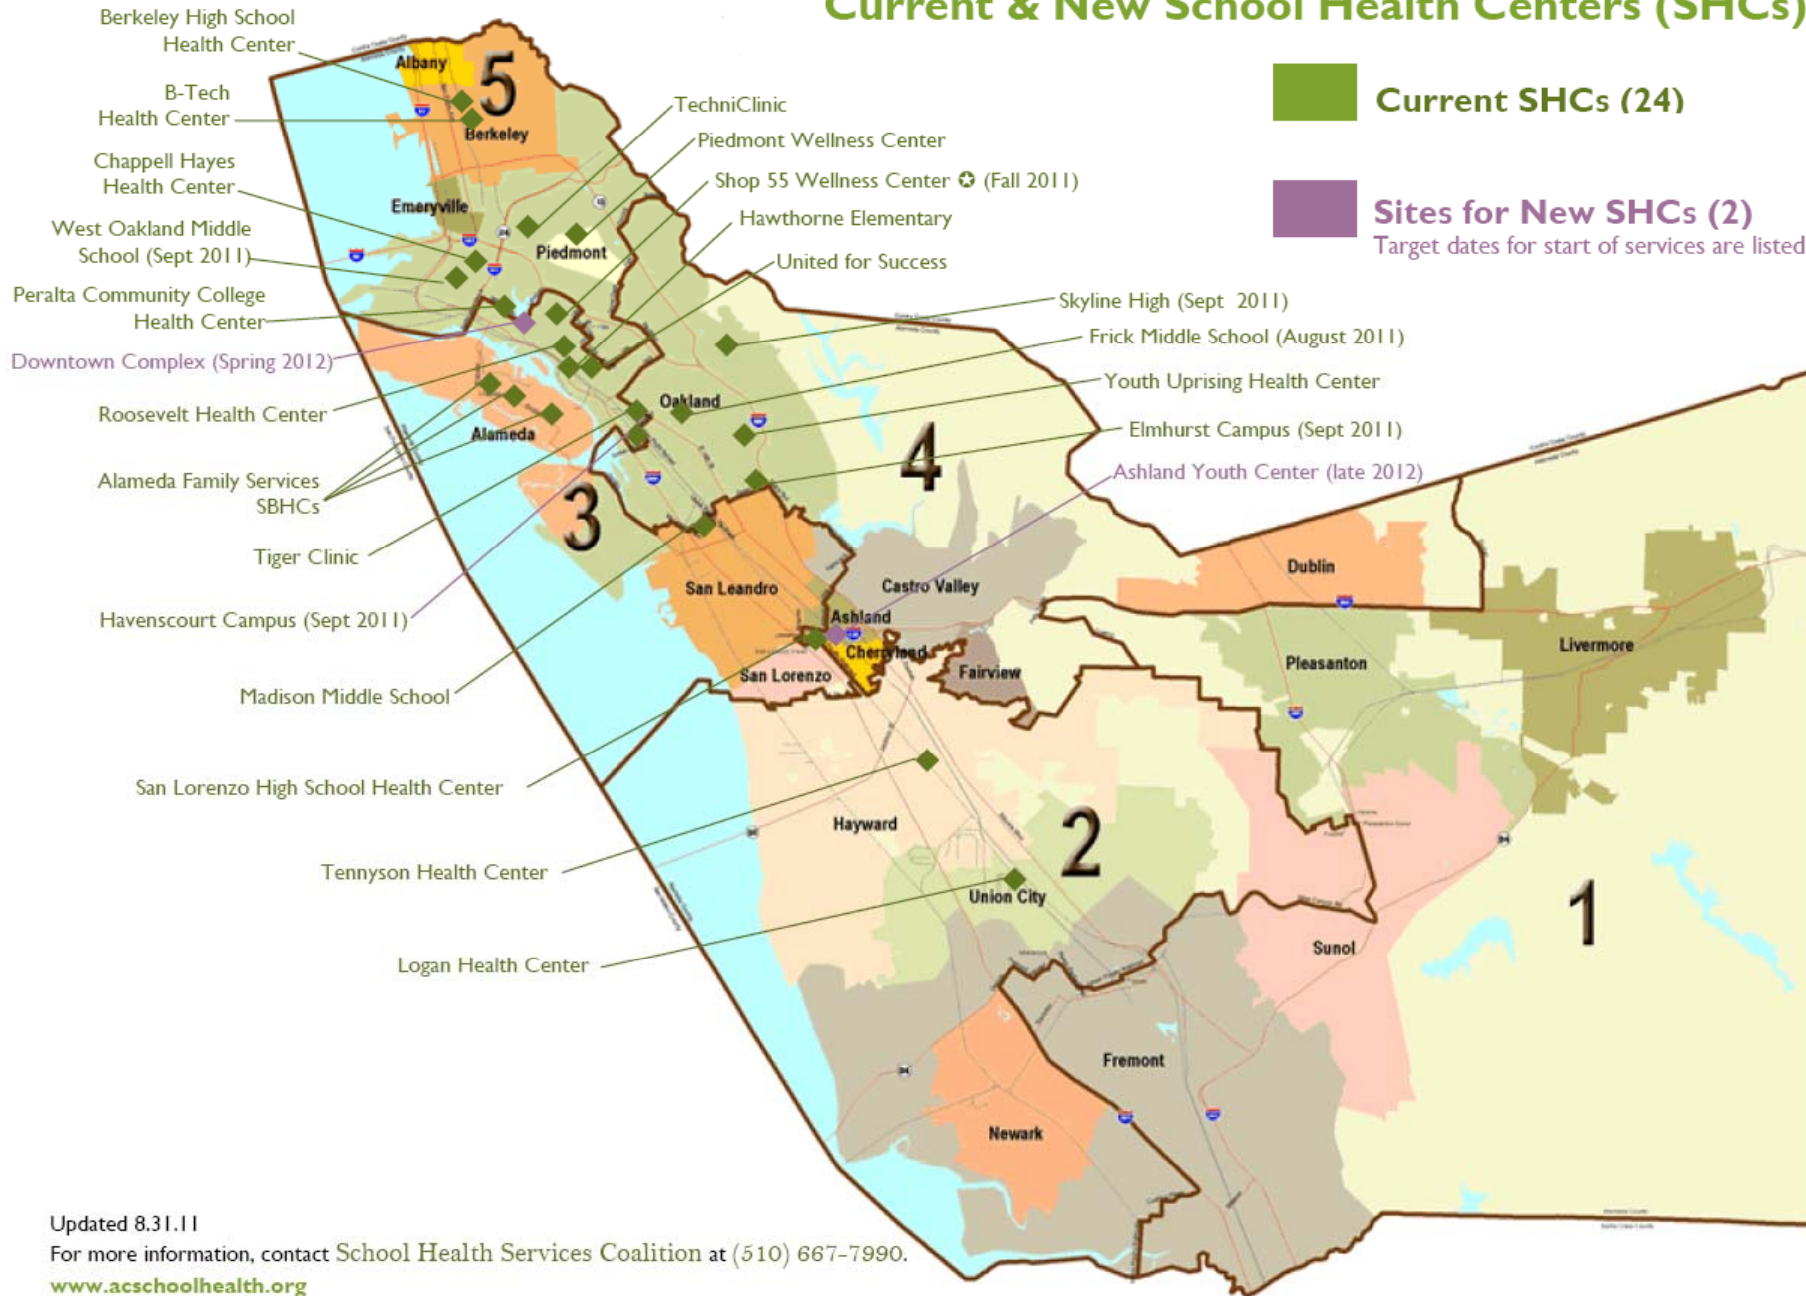 Current & New School Health Centers (SHCs)
Current SHCs (24)
Sites for New SHCs (2)
Target dates for start of services are listed
Berkeley High School
Health Center
B-Tech
Health Center
Chappell Hayes
Health Center
West Oakland Middle
School (Sept 2011)
Peralta Community College
Health Center
Downtown Complex (Spring 2012)
Roosevelt Health Center
Alameda Family Services
SBHCs
Tiger Clinic
Havenscourt Campus (Sept 2011)
Madison Middle School
San Lorenzo High School Health Center
Tennyson Health Center
Logan Health Center
TechniClinic
Piedmont Wellness Center
Shop 55 Wellness Center ✪ (Fall 2011)
Hawthorne Elementary
United for Success
Skyline High (Sept 2011)
Frick Middle School (August 2011)
Youth Uprising Health Center
Elmhurst Campus (Sept 2011)
Ashland Youth Center (late 2012)
Albany
5
Berkeley
Emeryville
Piedmont
Oakland
Alameda
4
3
San Leandro
Castro Valley
Ashland
Cherryland
San Lorenzo
Fairview
Dublin
Pleasanton
Livermore
Hayward
2
Union City
1
Sunol
Fremont
Newark
Updated 8.31.11
For more information, contact School Health Services Coalition at (510) 667-7990.
www.acschoolhealth.org